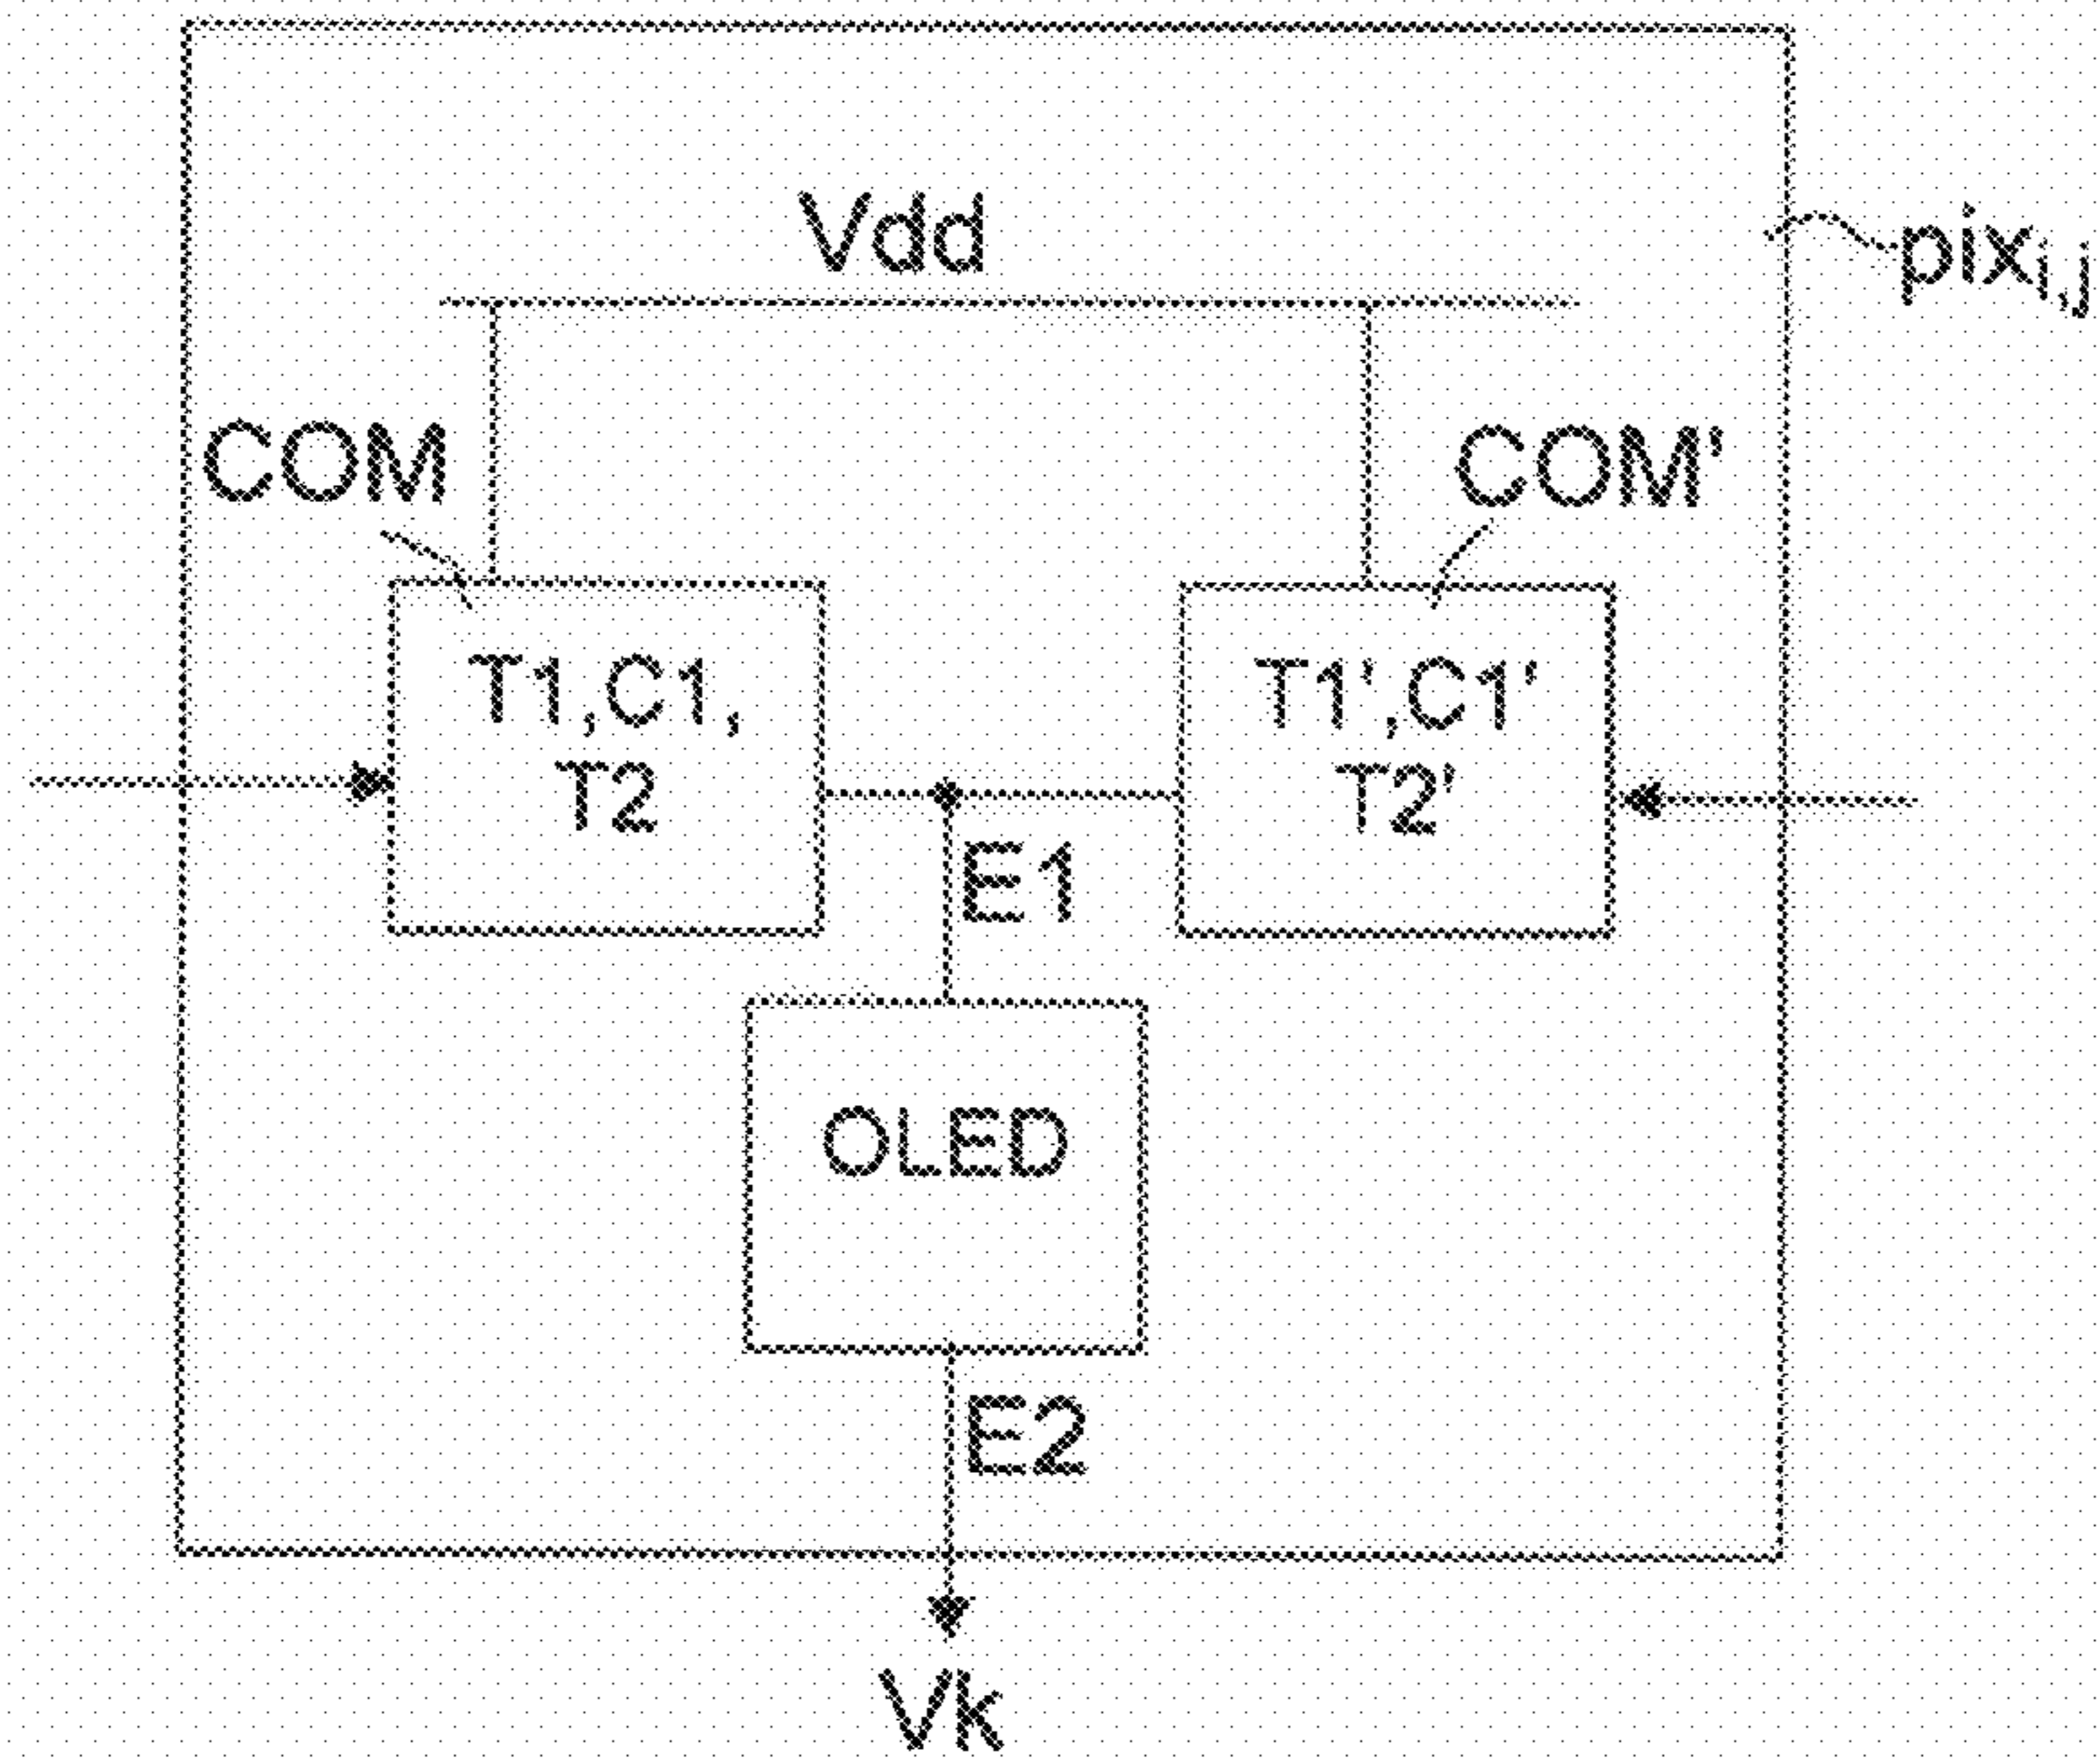 Vdd
pixi,j
COM
COM'
T1,C1,
T2
T1',C1'
T2'
E1
OLED
E2
Vk